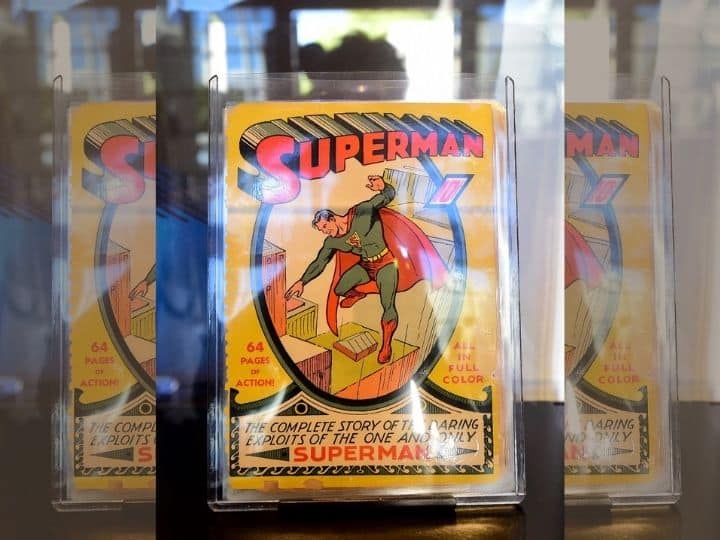 SUPERMAN
10
64
PAGES
OF
ACTION!
ALL
IN
FULL
COLOR
THE COMPLETE STORY OF THE DARING
EXPLOITS OF THE ONE AND ONLY
SUPERMAN